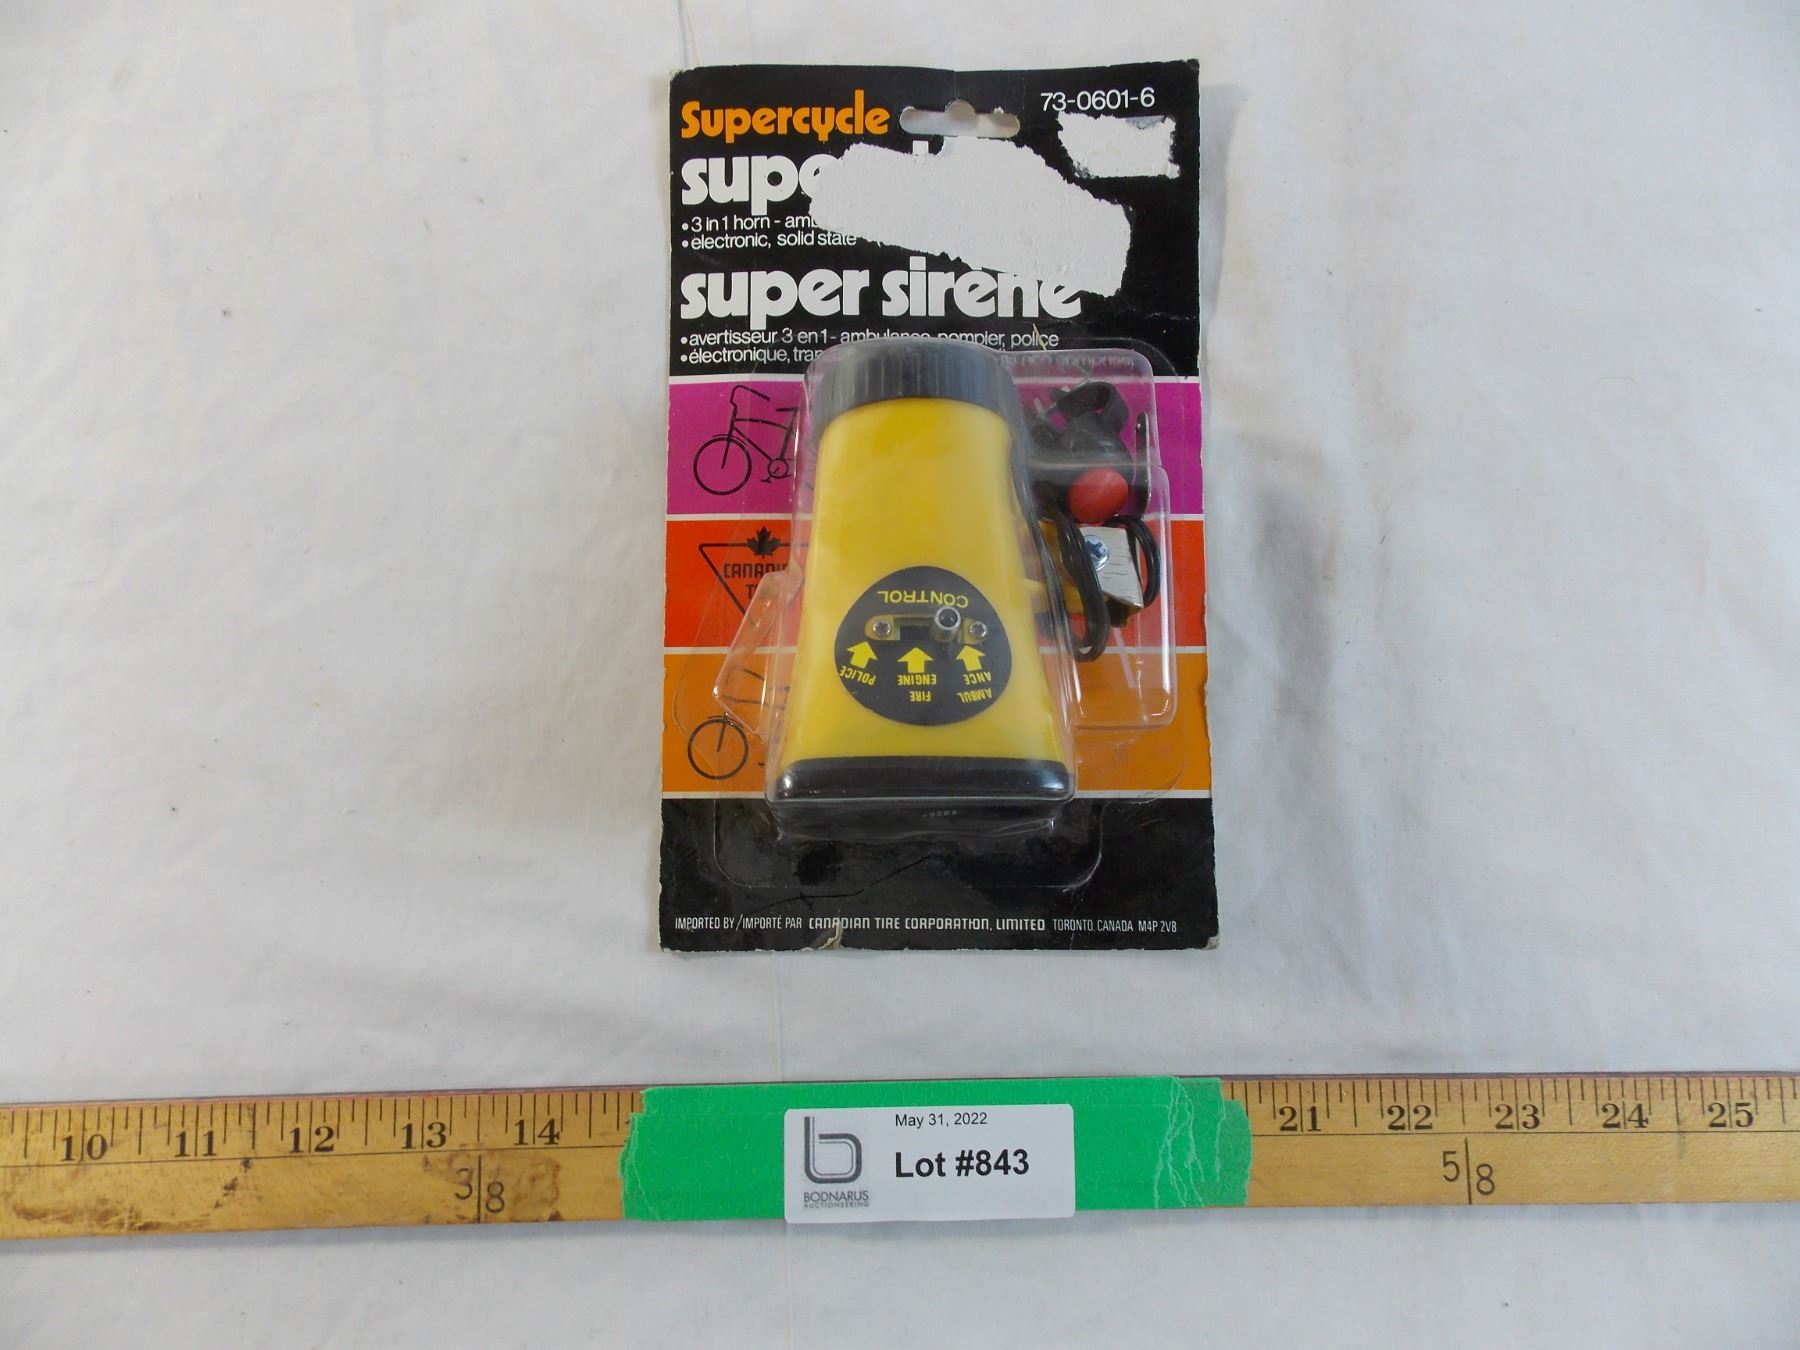 Supercycle
73-0601-6
• 3 in 1 horn -
• electronic, solid state
super sirene
• avertisseur 3 en 1 - ambulance, pompier, police
• électronique,
CANADIAN
CONTROL
POLICE
FIRE ENGINE
AMBUL ANCE
IMPORTED BY / IMPORTÉ PAR CANADIAN TIRE CORPORATION, LIMITED TORONTO, CANADA M4P 2V8
10 11 12 13 14 21 22 23 24 25
3 8 5 8
May 31, 2022
Lot #843
BODNARUS
AUCTIONEERING